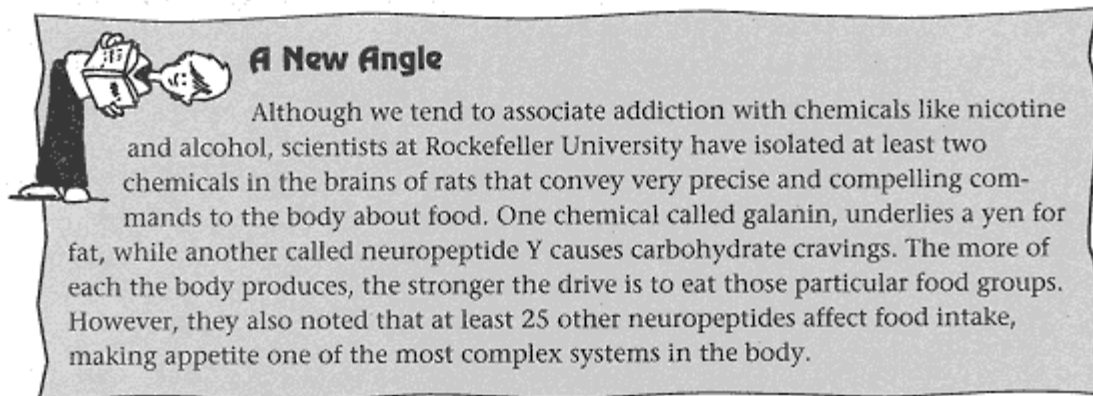 A New Angle
Although we tend to associate addiction with chemicals like nicotine
and alcohol, scientists at Rockefeller University have isolated at least two
chemicals in the brains of rats that convey very precise and compelling com-
mands to the body about food. One chemical called galanin, underlies a yen for
fat, while another called neuropeptide Y causes carbohydrate cravings. The more of
each the body produces, the stronger the drive is to eat those particular food groups.
However, they also noted that at least 25 other neuropeptides affect food intake,
making appetite one of the most complex systems in the body.